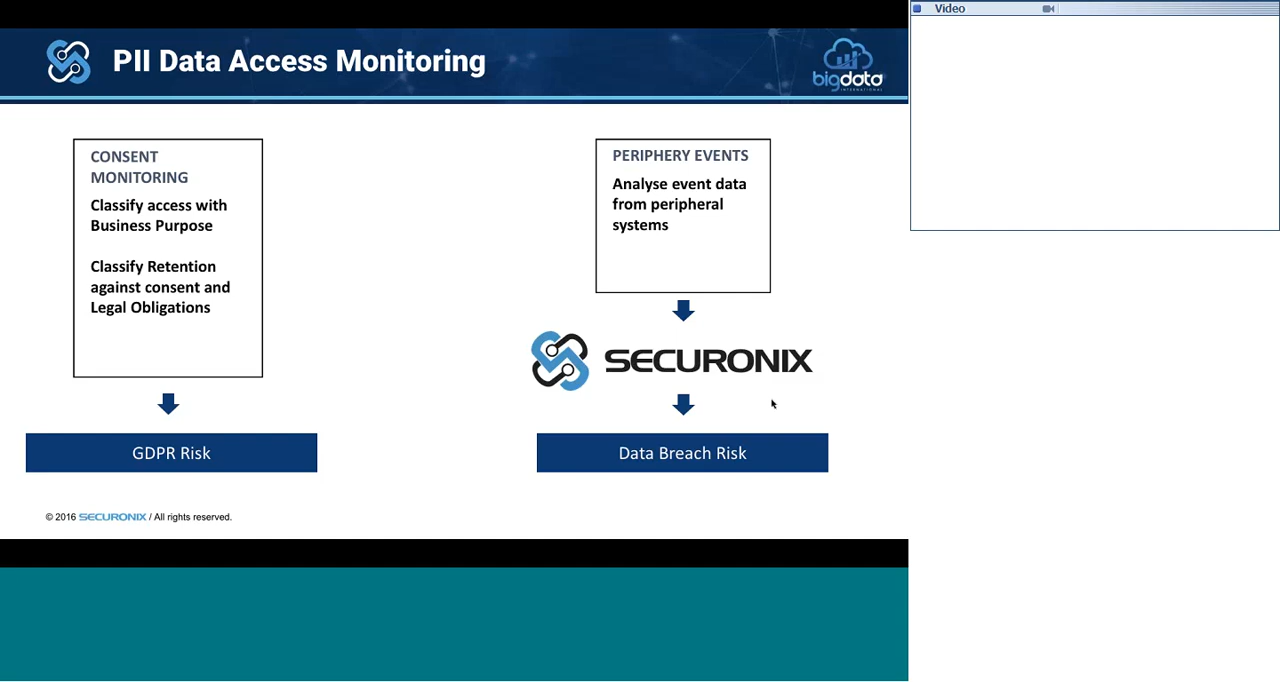 PII Data Access Monitoring
bigdata
INTERNATIONAL
Video
CONSENT
MONITORING
Classify access with
Business Purpose
Classify Retention
against consent and
Legal Obligations
GDPR Risk
PERIPHERY EVENTS
Analyse event data
from peripheral
systems
SECURONIX
Data Breach Risk
© 2016 SECURONIX / All rights reserved.